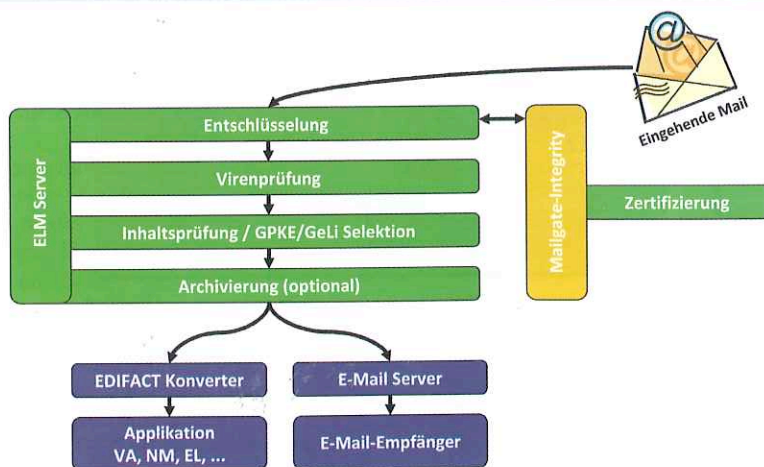 @
@
Eingehende Mail
ELM Server
Entschlüsselung
Virenprüfung
Inhaltsprüfung / GPKE/GeLi Selektion
Archivierung (optional)
Mailgate-Integrity
Zertifizierung
EDIFACT Konverter
E-Mail Server
Applikation
VA, NM, EL, ...
E-Mail-Empfänger